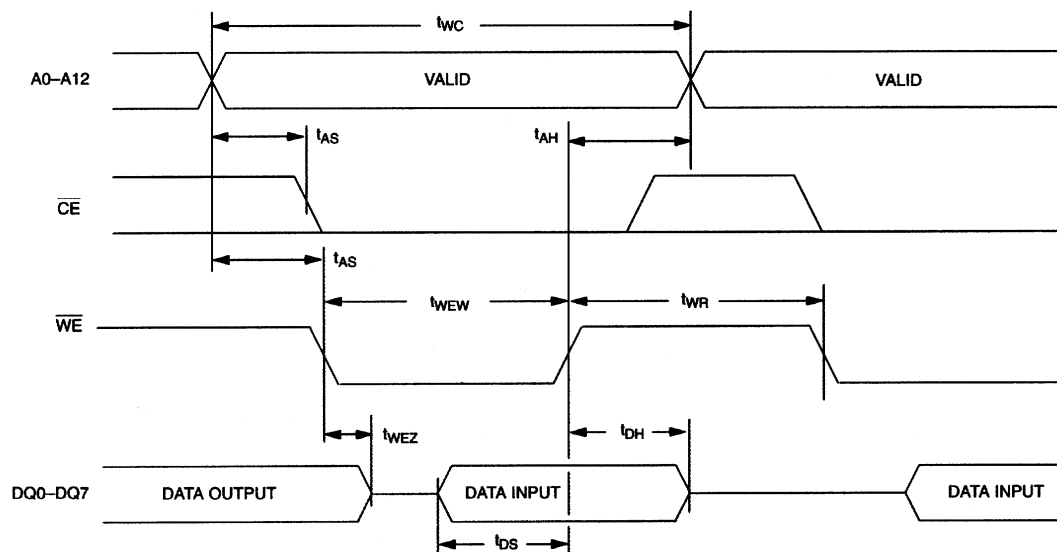 tWC
A0–A12
VALID
VALID
tAS
tAH
CE
tAS
tWEW
tWR
WE
tWEZ
tDH
DQ0–DQ7
DATA OUTPUT
DATA INPUT
DATA INPUT
tDS